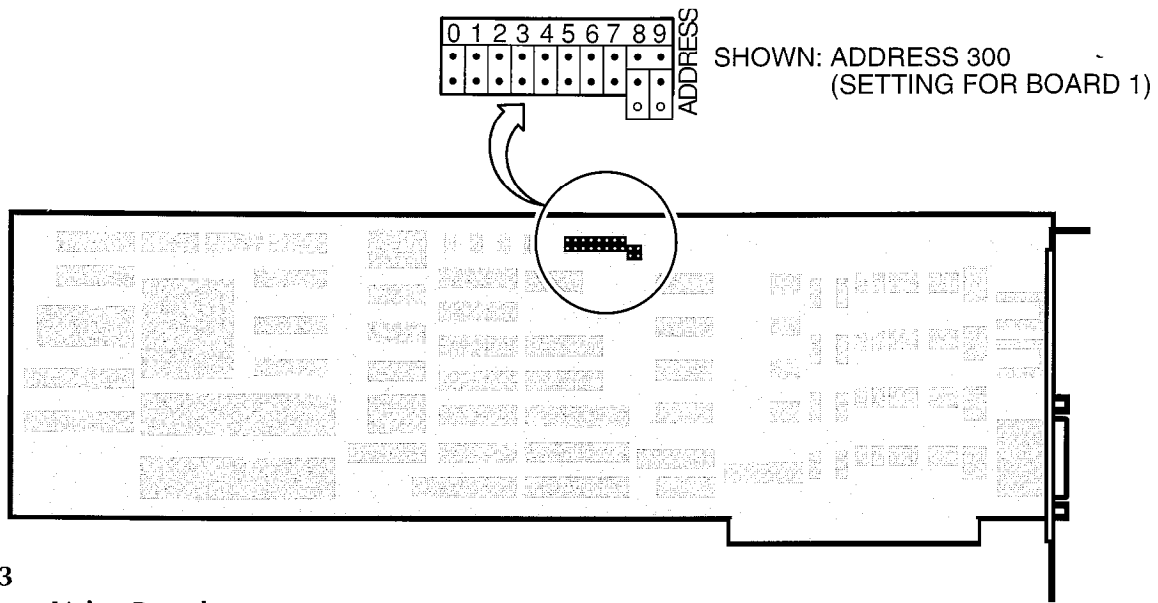 0 1 2 3 4 5 6 7 8 9
ADDRESS
SHOWN: ADDRESS 300
(SETTING FOR BOARD 1)
3